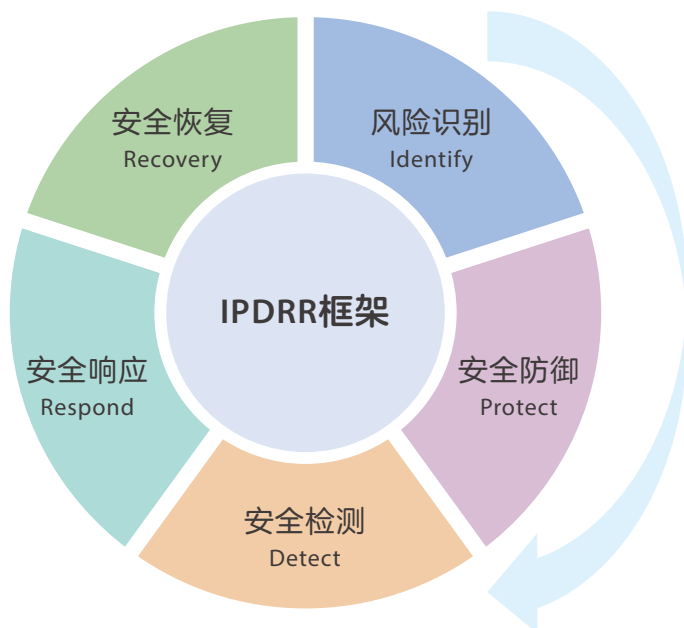 安全恢复
Recovery
风险识别
Identify
IPDRR框架
安全响应
Respond
安全防御
Protect
安全检测
Detect